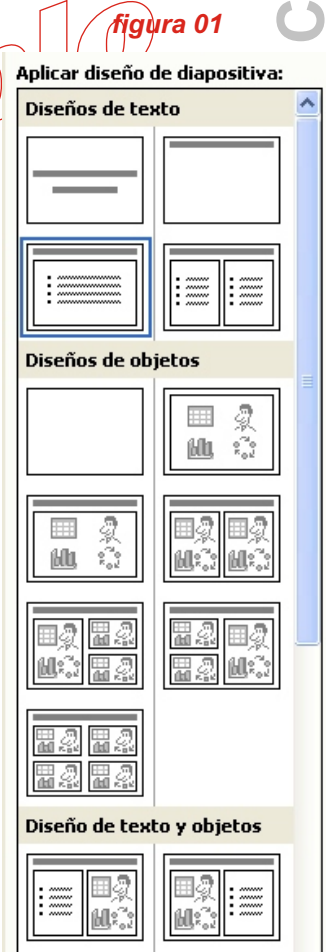 figura 01
Aplicar diseño de diapositiva:
Diseños de texto
Diseños de objetos
Diseño de texto y objetos